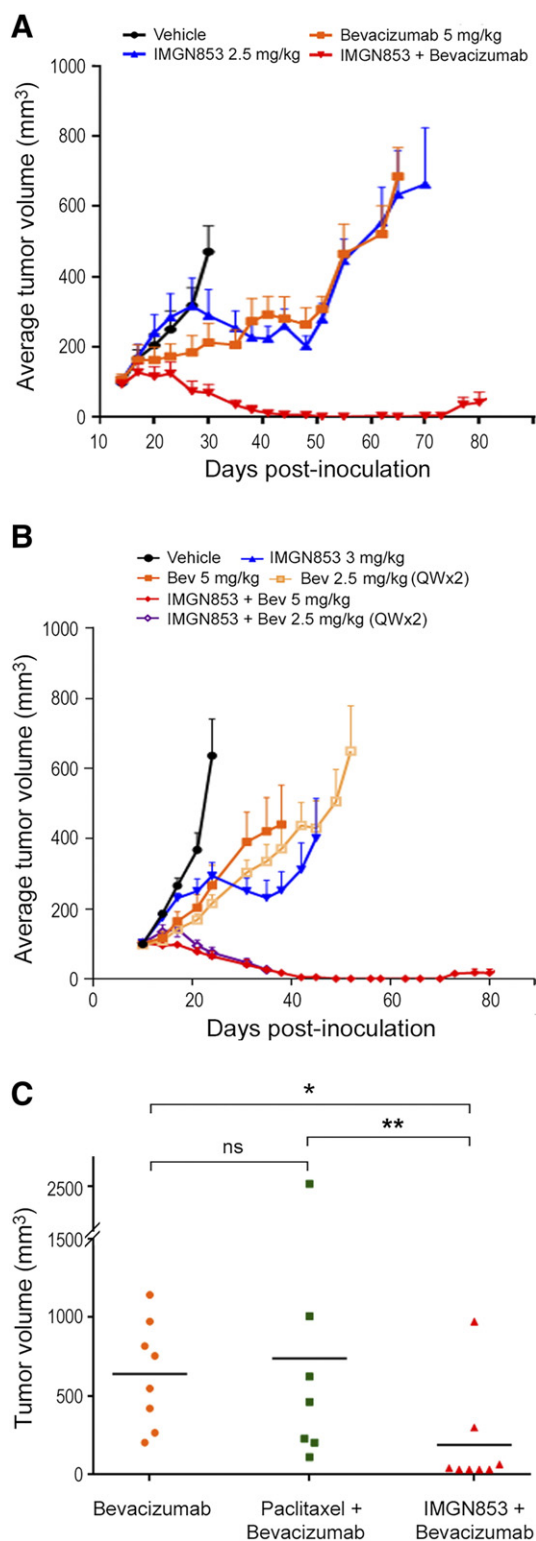 A
Vehicle
Bevacizumab 5 mg/kg
IMGN853 2.5 mg/kg
IMGN853 + Bevacizumab
Average tumor volume (mm³)
1000
800
600
400
200
0
10 20 30 40 50 60 70 80
Days post-inoculation
B
Vehicle
IMGN853 3 mg/kg
Bev 5 mg/kg
Bev 2.5 mg/kg (QWx2)
IMGN853 + Bev 5 mg/kg
IMGN853 + Bev 2.5 mg/kg (QWx2)
Average tumor volume (mm³)
1000
800
600
400
200
0
0 20 40 60 80
Days post-inoculation
C
*
**
ns
Tumor volume (mm³)
2500
1500
1000
500
0
Bevacizumab
Paclitaxel +
Bevacizumab
IMGN853 +
Bevacizumab